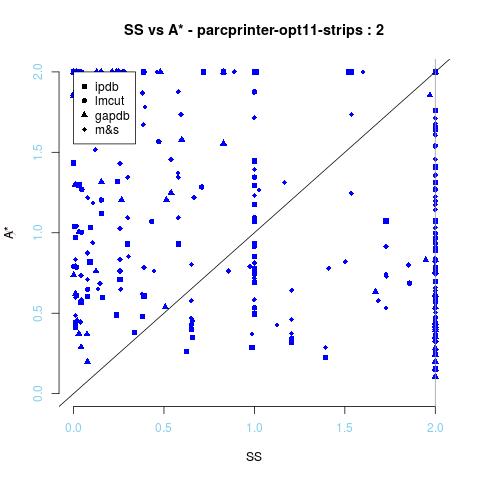 SS vs A* - parcprinter-opt11-strips : 2
2.0
1.5
1.0
0.5
0.0
A*
ipdb
lmcut
gapdb
m&s
0.0 0.5 1.0 1.5 2.0
SS